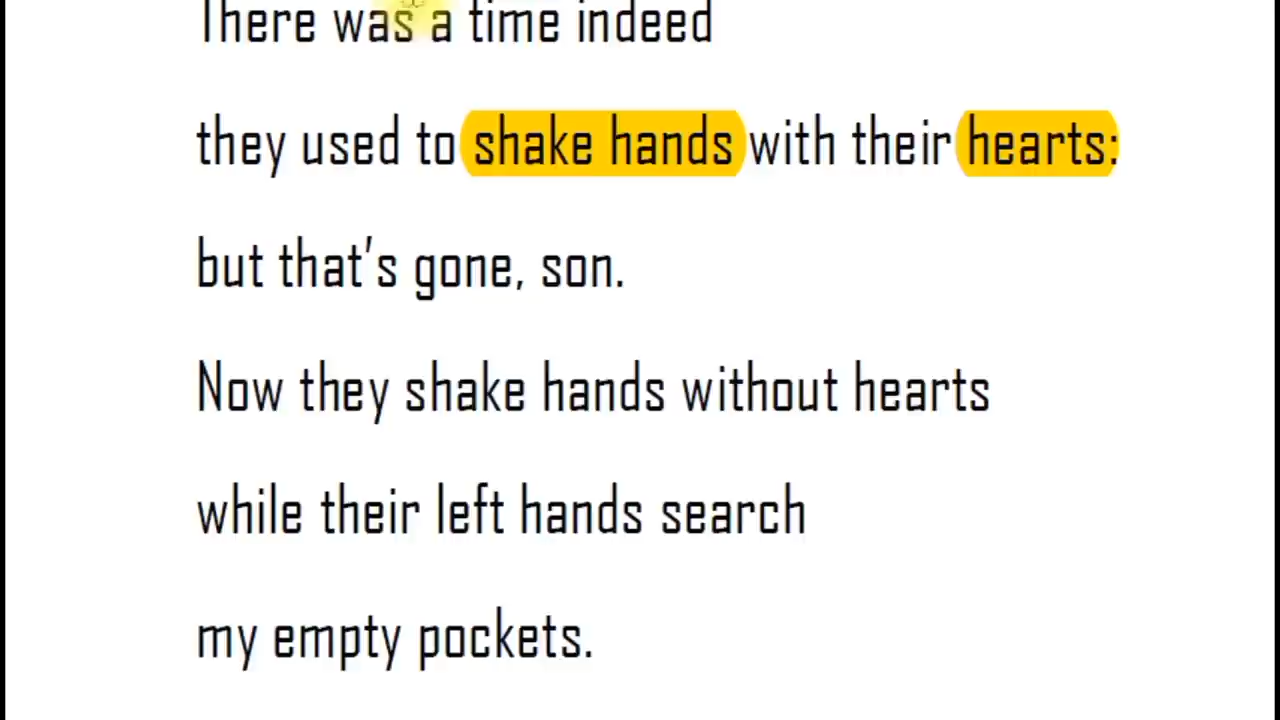 There was a time indeed
they used to shake hands with their hearts:
but that's gone, son.
Now they shake hands without hearts
while their left hands search
my empty pockets.